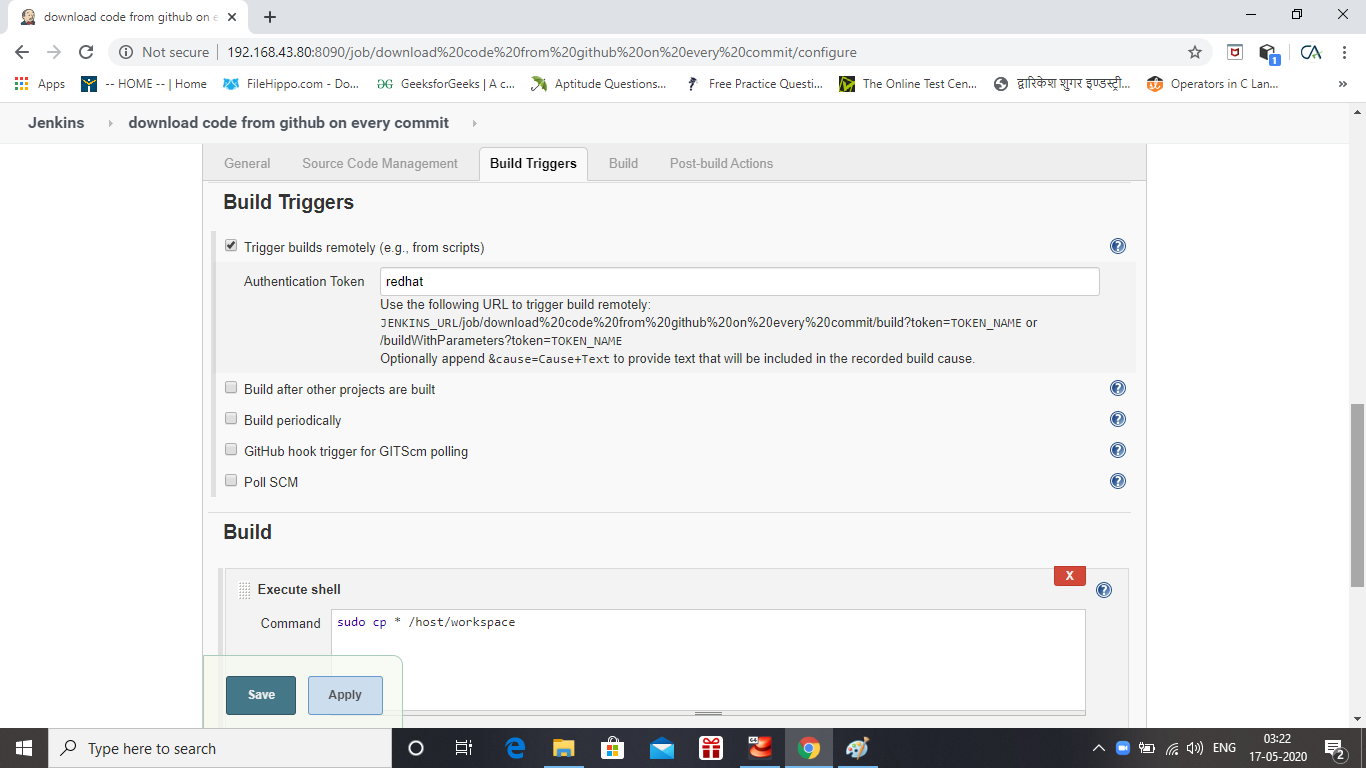 download code from github on e
Not secure
192.168.43.80:8090/job/download%20code%20from%20github%20on%20every%20commit/configure
1
CA
Apps
-- HOME -- | Home
FileHippo.com - Do...
GeeksforGeeks | A c...
Aptitude Questions...
Free Practice Questi...
The Online Test Cen...
द्वारिकेश शुगर इण्डस्ट्री...
Operators in C Lan...
»
Jenkins
download code from github on every commit
General
Source Code Management
Build Triggers
Build
Post-build Actions
Build Triggers
Trigger builds remotely (e.g., from scripts)
?
Authentication Token
redhat
Use the following URL to trigger build remotely:
JENKINS_URL/job/download%20code%20from%20github%20on%20every%20commit/build?token=TOKEN_NAME or
/buildWithParameters?token=TOKEN_NAME
Optionally append &cause=Cause+Text to provide text that will be included in the recorded build cause.
Build after other projects are built
?
Build periodically
?
GitHub hook trigger for GITScm polling
?
Poll SCM
?
Build
X
Execute shell
?
Command
sudo cp * /host/workspace
Save
Apply
Type here to search
ENG
03:22
17-05-2020
2